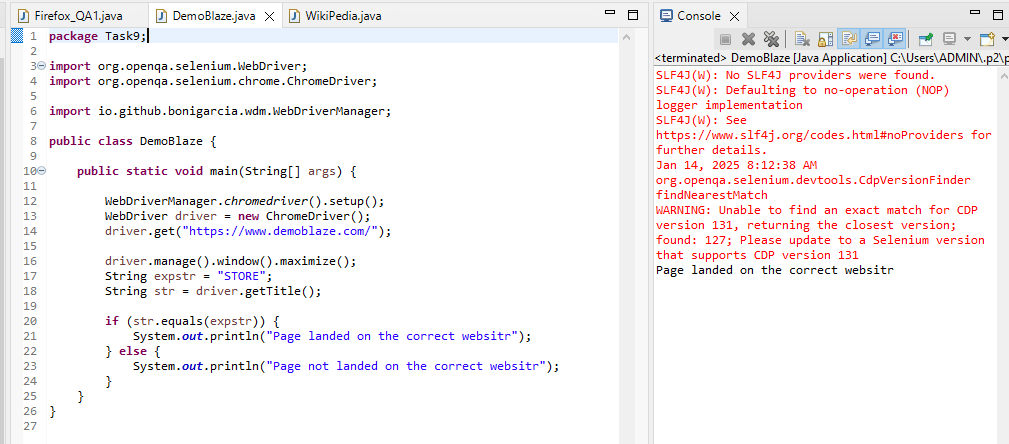 Firefox_QA1.java
DemoBlaze.java
WikiPedia.java
1 package Task9;
2
3 import org.openqa.selenium.WebDriver;
4 import org.openqa.selenium.chrome.ChromeDriver;
5
6 import io.github.bonigarcia.wdm.WebDriverManager;
7
8 public class DemoBlaze {
9
10 public static void main(String[] args) {
11
12 WebDriverManager.chromedriver().setup();
13 WebDriver driver = new ChromeDriver();
14 driver.get("https://www.demoblaze.com/");
15
16 driver.manage().window().maximize();
17 String expstr = "STORE";
18 String str = driver.getTitle();
19
20 if (str.equals(expstr)) {
21 System.out.println("Page landed on the correct websitr");
22 } else {
23 System.out.println("Page not landed on the correct websitr");
24 }
25 }
26 }
27
Console
<terminated> DemoBlaze [Java Application] C:\Users\ADMIN\.p2\p
SLF4J(W): No SLF4J providers were found.
SLF4J(W): Defaulting to no-operation (NOP)
logger implementation
SLF4J(W): See
https://www.slf4j.org/codes.html#noProviders for
further details.
Jan 14, 2025 8:12:38 AM
org.openqa.selenium.devtools.CdpVersionFinder
findNearestMatch
WARNING: Unable to find an exact match for CDP
version 131, returning the closest version;
found: 127; Please update to a Selenium version
that supports CDP version 131
Page landed on the correct websitr